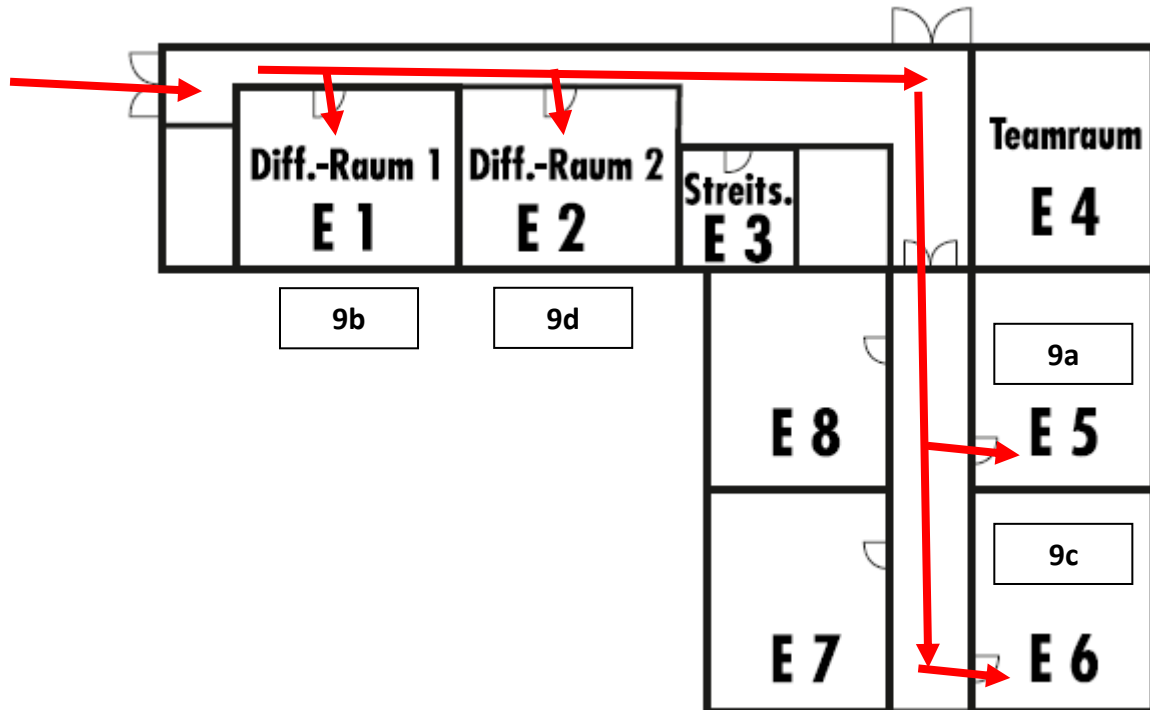 Diff.-Raum 1
E 1
Diff.-Raum 2
E 2
Streits.
E 3
Teamraum
E 4
9b
9d
9a
E 5
E 8
9c
E 6
E 7